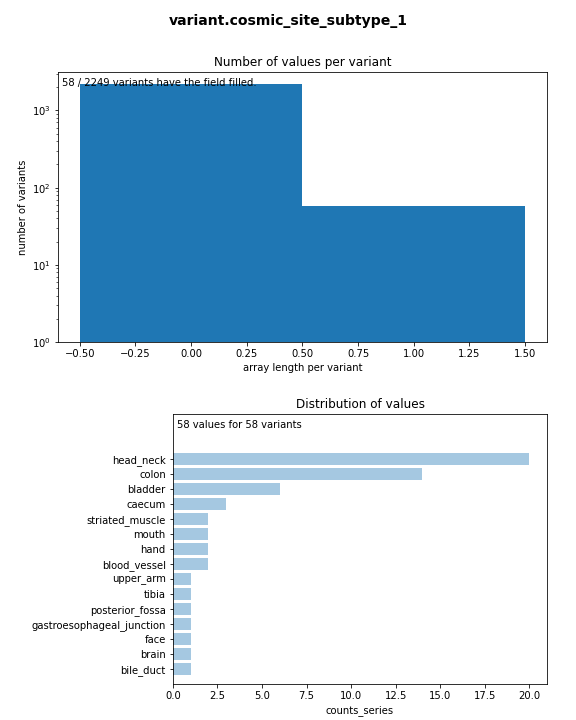 variant.cosmic_site_subtype_1
Number of values per variant
58 / 2249 variants have the field filled.
10³
10²
10¹
10⁰
number of variants
−0.50 −0.25 0.00 0.25 0.50 0.75 1.00 1.25 1.50
array length per variant
Distribution of values
58 values for 58 variants
head_neck
colon
bladder
caecum
striated_muscle
mouth
hand
blood_vessel
upper_arm
tibia
posterior_fossa
gastroesophageal_junction
face
brain
bile_duct
0.0 2.5 5.0 7.5 10.0 12.5 15.0 17.5 20.0
counts_series